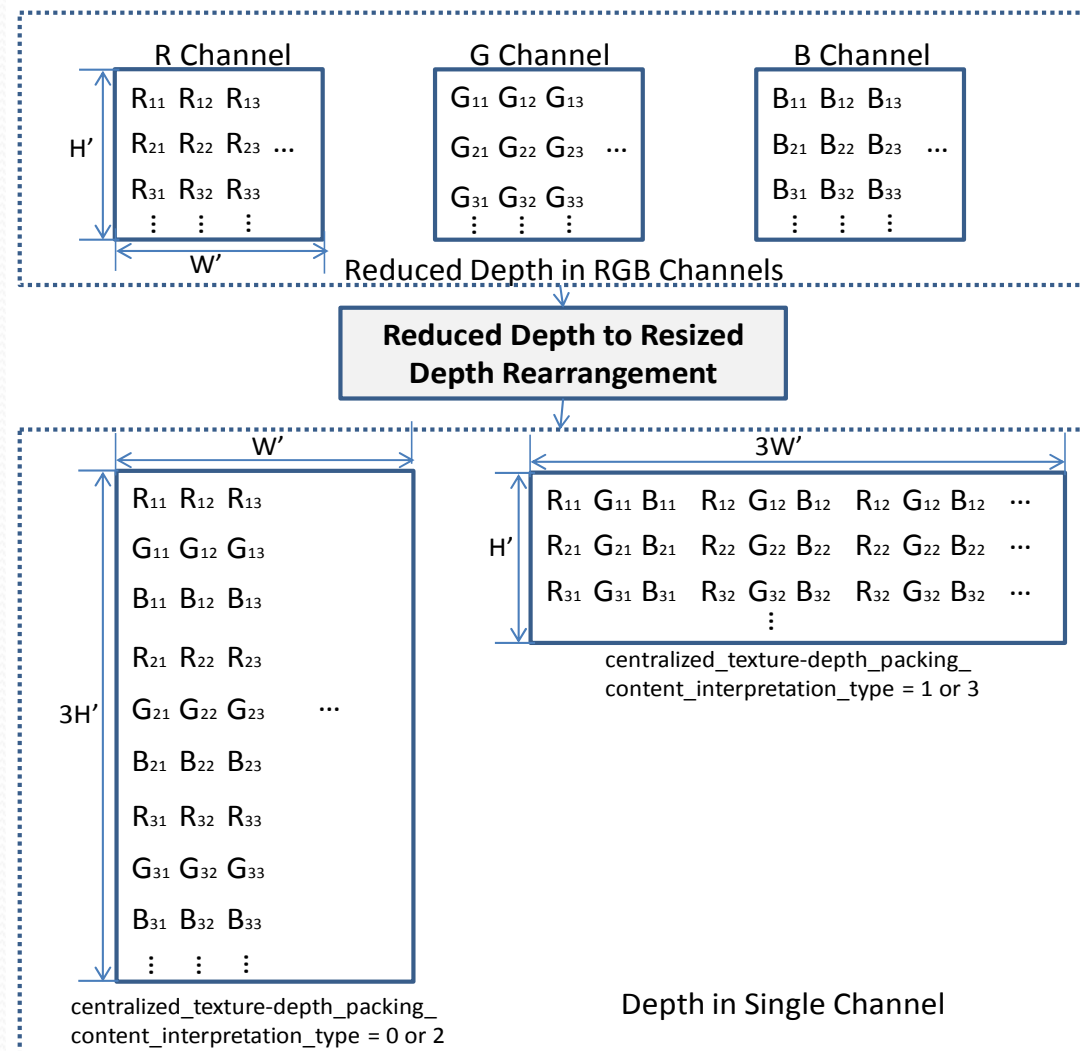 R Channel G Channel B Channel
R11 R12 R13 G11 G12 G13 B11 B12 B13
H' R21 R22 R23 ... G21 G22 G23 ... B21 B22 B23 ...
R31 R32 R33 G31 G32 G33 B31 B32 B33
⋮ ⋮ ⋮ ⋮ ⋮ ⋮ ⋮ ⋮ ⋮
W'
Reduced Depth in RGB Channels
Reduced Depth to Resized
Depth Rearrangement
W'
R11 R12 R13
G11 G12 G13
B11 B12 B13
R21 R22 R23
3H' G21 G22 G23 ...
B21 B22 B23
R31 R32 R33
G31 G32 G33
B31 B32 B33
⋮ ⋮ ⋮
centralized_texture-depth_packing_
content_interpretation_type = 0 or 2
3W'
R11 G11 B11 R12 G12 B12 R12 G12 B12 ...
H' R21 G21 B21 R22 G22 B22 R22 G22 B22 ...
R31 G31 B31 R32 G32 B32 R32 G32 B32 ...
⋮
centralized_texture-depth_packing_
content_interpretation_type = 1 or 3
Depth in Single Channel